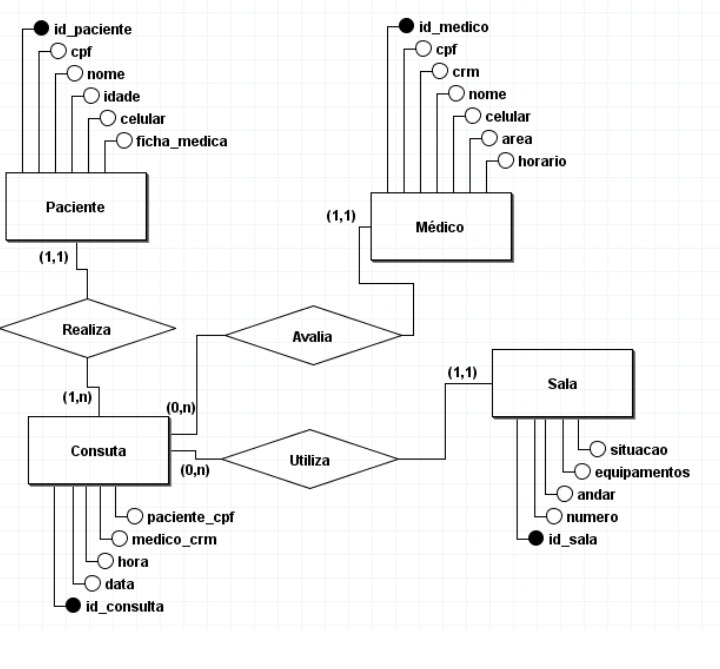 id_paciente
cpf
nome
idade
celular
ficha_medica
Paciente
(1,1)
Realiza
(1,n)
id_medico
cpf
crm
nome
celular
area
horario
Médico
(1,1)
Avalia
(0,n)
Consuta
(0,n)
Utiliza
(1,1)
Sala
situacao
equipamentos
andar
numero
id_sala
paciente_cpf
medico_crm
hora
data
id_consulta